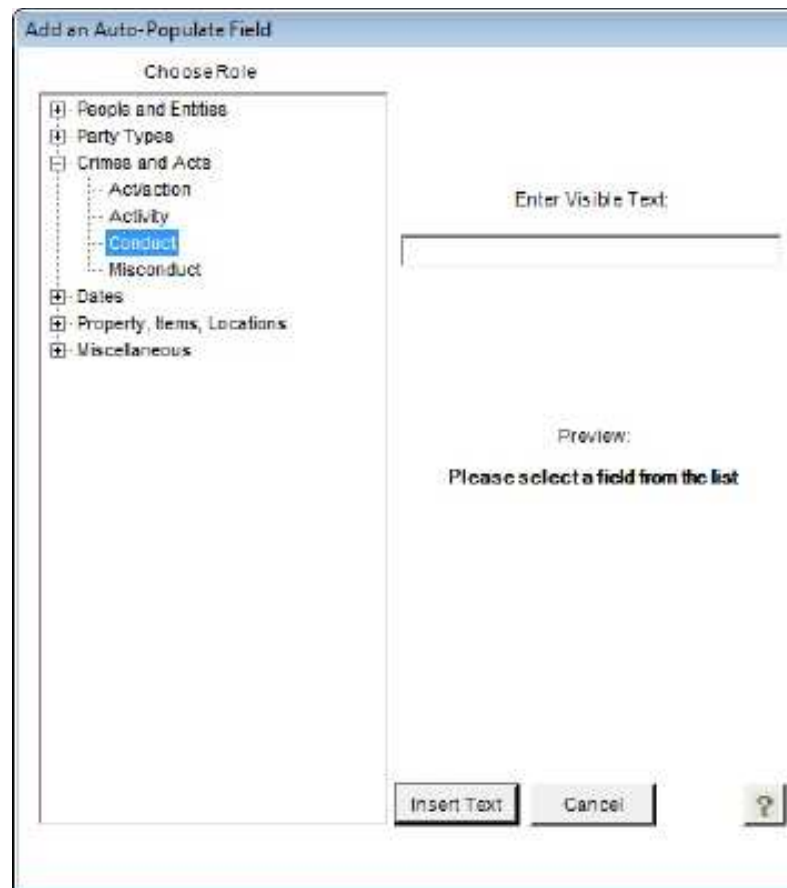 Add an Auto-Populate Field
Choose Role
People and Entities
Party Types
Crimes and Acts
Act/action
Activity
Conduct
Misconduct
Dates
Property, Items, Locations
Miscellaneous
Enter Visible Text:
Preview:
Please select a field from the list
Insert Text
Cancel
?